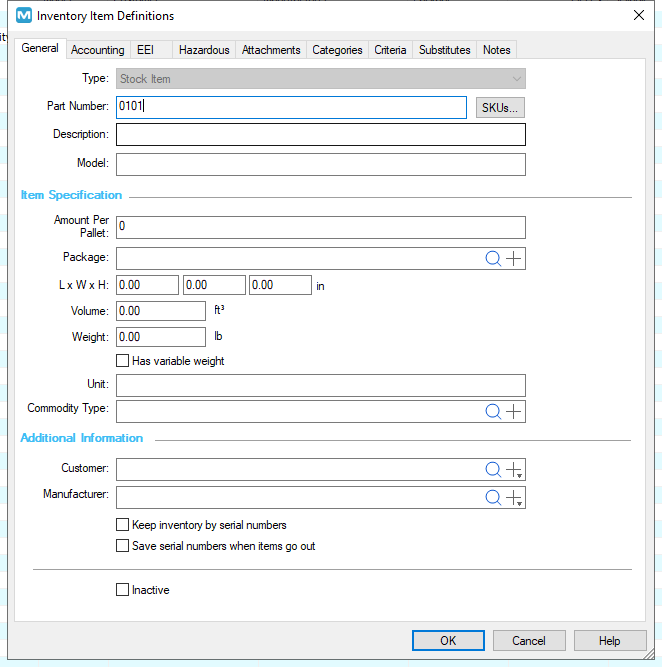 Inventory Item Definitions
General Accounting EEI Hazardous Attachments Categories Criteria Substitutes Notes
Type: Stock Item
Part Number: 0101 SKUs...
Description:
Model:
Item Specification
Amount Per
Pallet: 0
Package:
L x W x H: 0.00 0.00 0.00 in
Volume: 0.00 ft³
Weight: 0.00 lb
Has variable weight
Unit:
Commodity Type:
Additional Information
Customer:
Manufacturer:
Keep inventory by serial numbers
Save serial numbers when items go out
Inactive
OK Cancel Help